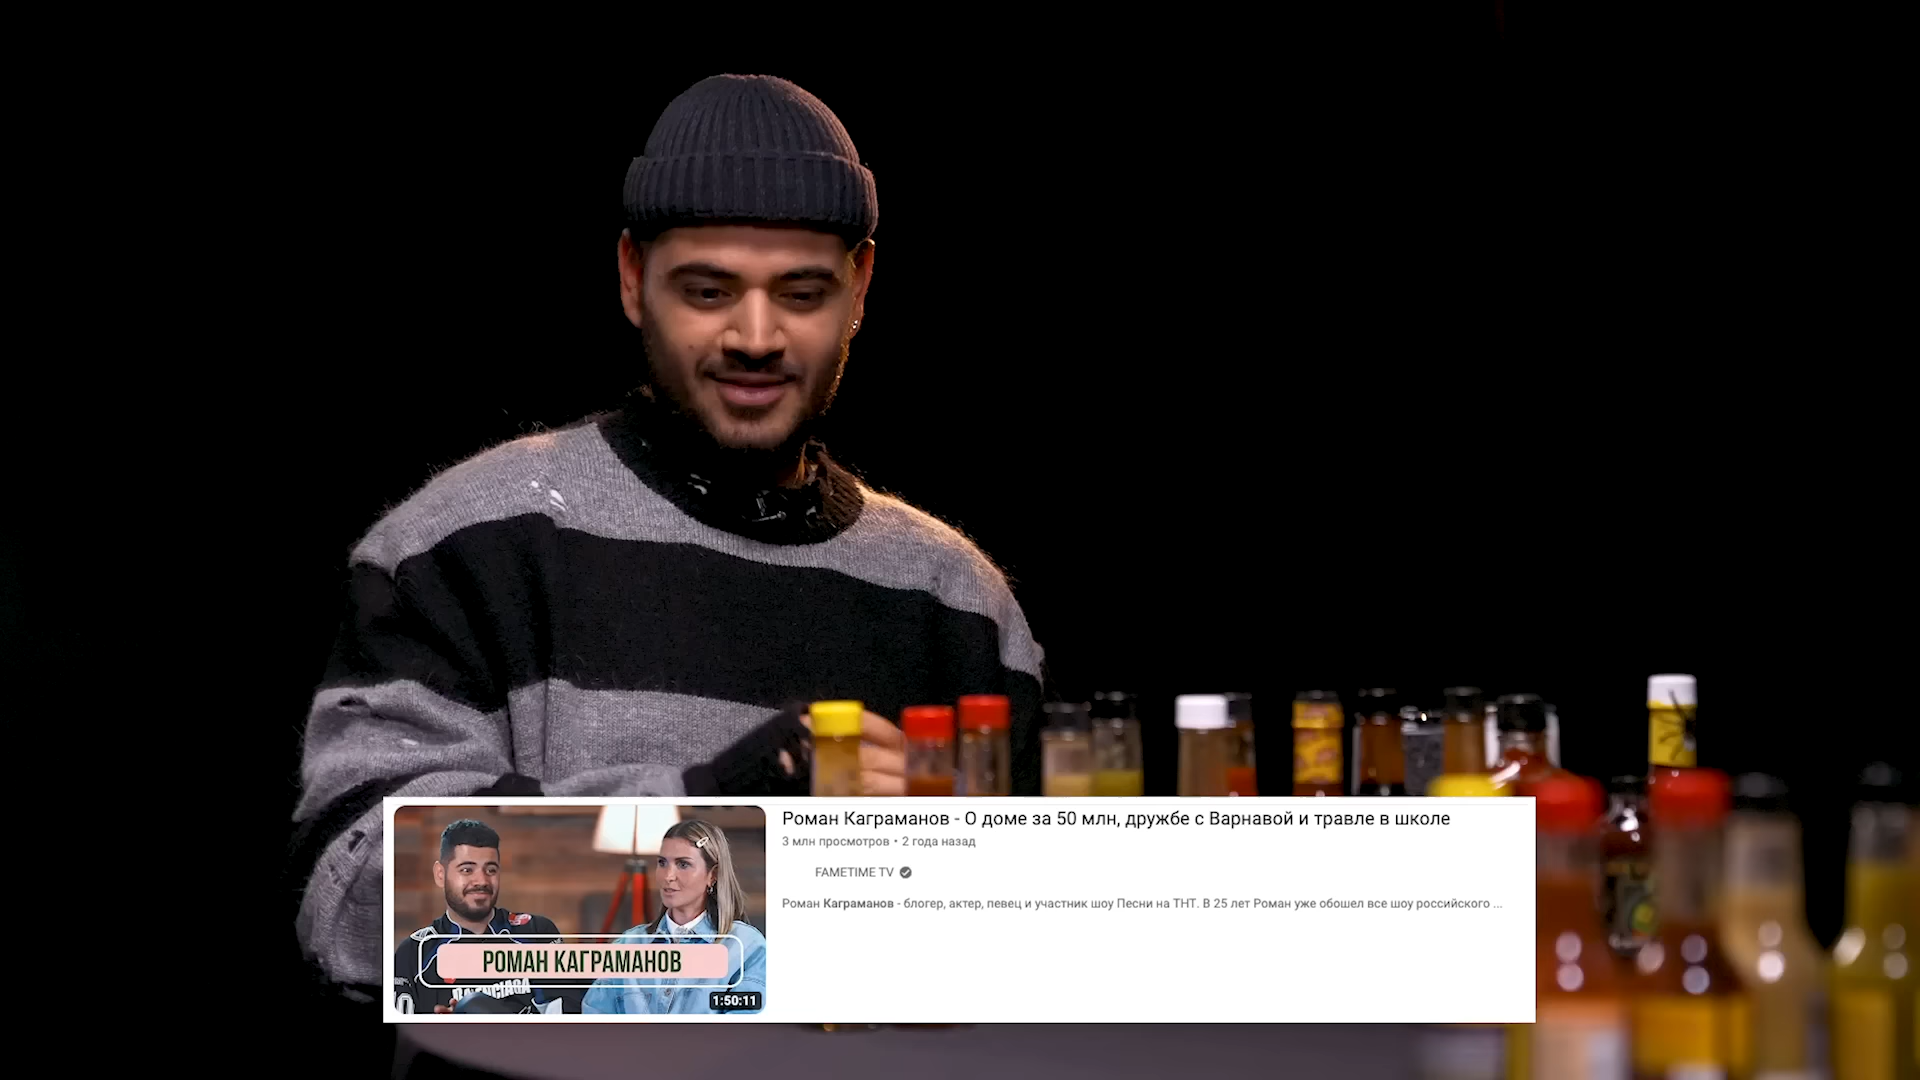 Роман Каграманов - О доме за 50 млн, дружбе с Варнавой и травле в школе
3 млн просмотров • 2 года назад
FAMETIME TV
Роман Каграманов - блогер, актер, певец и участник шоу Песни на ТНТ. В 25 лет Роман уже обошел все шоу российского ...
РОМАН КАГРАМАНОВ
BALENCIAGA
1:50:11